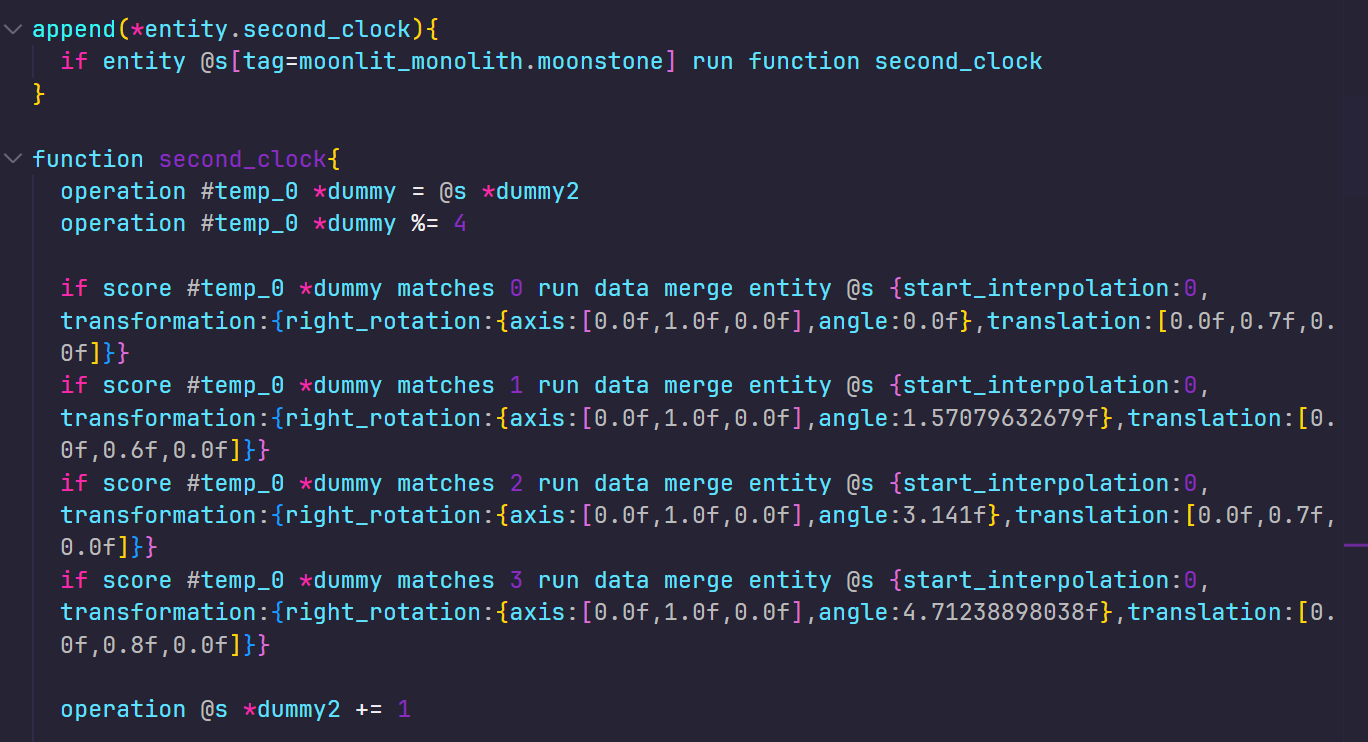 append(*entity.second_clock){
if entity @s[tag=moonlit_monolith.moonstone] run function second_clock
}
function second_clock{
operation #temp_0 *dummy = @s *dummy2
operation #temp_0 *dummy %= 4
if score #temp_0 *dummy matches 0 run data merge entity @s {start_interpolation:0,
transformation:{right_rotation:{axis:[0.0f,1.0f,0.0f],angle:0.0f},translation:[0.0f,0.7f,0.
0f]}}
if score #temp_0 *dummy matches 1 run data merge entity @s {start_interpolation:0,
transformation:{right_rotation:{axis:[0.0f,1.0f,0.0f],angle:1.57079632679f},translation:[0.
0f,0.6f,0.0f]}}
if score #temp_0 *dummy matches 2 run data merge entity @s {start_interpolation:0,
transformation:{right_rotation:{axis:[0.0f,1.0f,0.0f],angle:3.141f},translation:[0.0f,0.7f,
0.0f]}}
if score #temp_0 *dummy matches 3 run data merge entity @s {start_interpolation:0,
transformation:{right_rotation:{axis:[0.0f,1.0f,0.0f],angle:4.71238898038f},translation:[0.
0f,0.8f,0.0f]}}
operation @s *dummy2 += 1